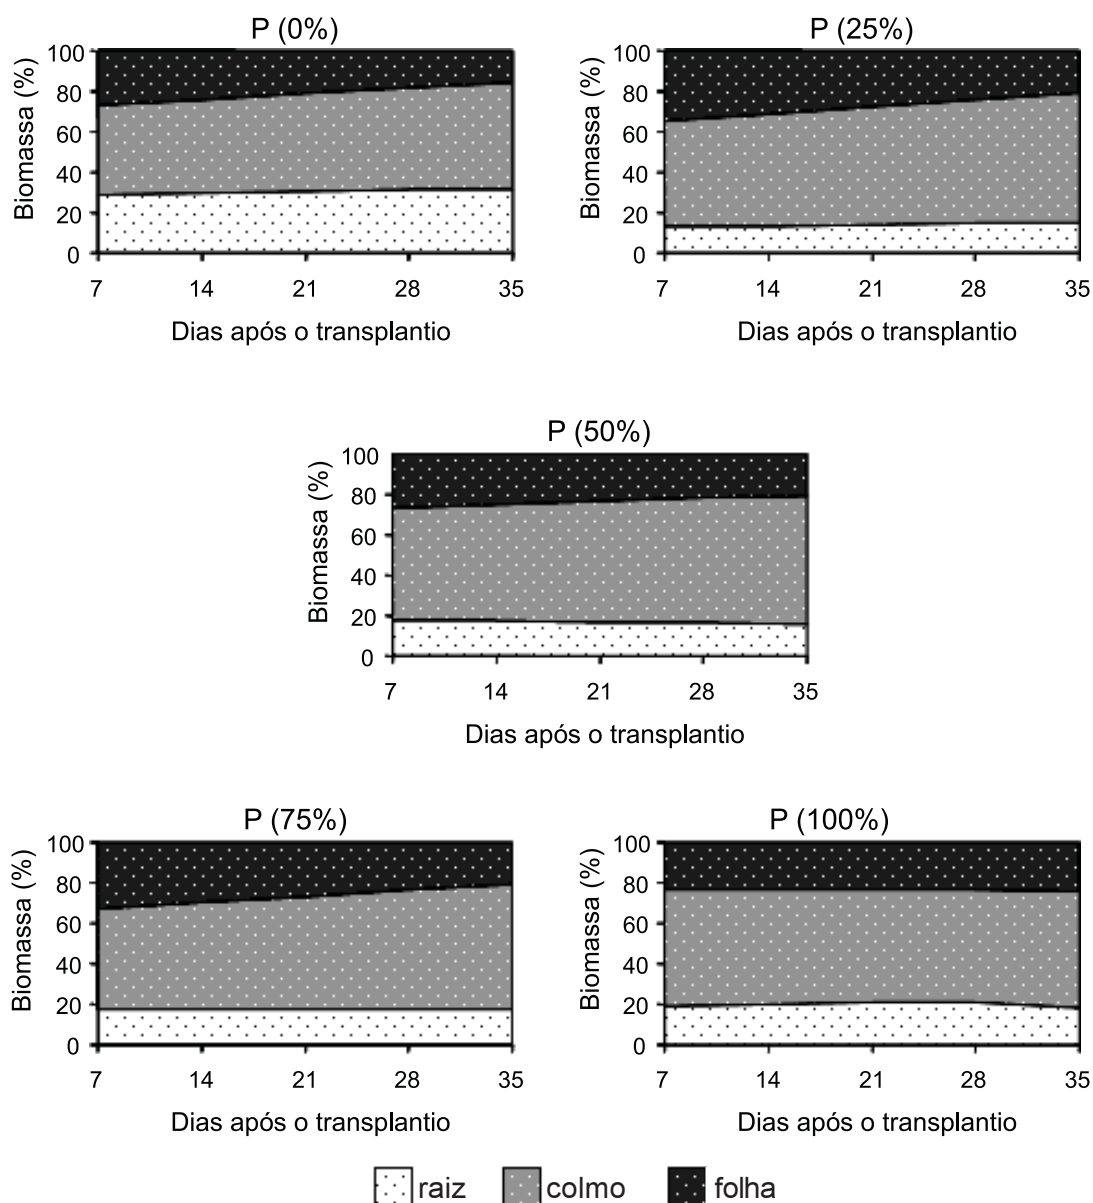 P (0%)
Biomassa (%)
100
80
60
40
20
0
7 14 21 28 35
Dias após o transplantio
P (25%)
Biomassa (%)
100
80
60
40
20
0
7 14 21 28 35
Dias após o transplantio
P (50%)
Biomassa (%)
100
80
60
40
20
0
7 14 21 28 35
Dias após o transplantio
P (75%)
Biomassa (%)
100
80
60
40
20
0
7 14 21 28 35
Dias após o transplantio
P (100%)
Biomassa (%)
100
80
60
40
20
0
7 14 21 28 35
Dias após o transplantio
raiz colmo folha